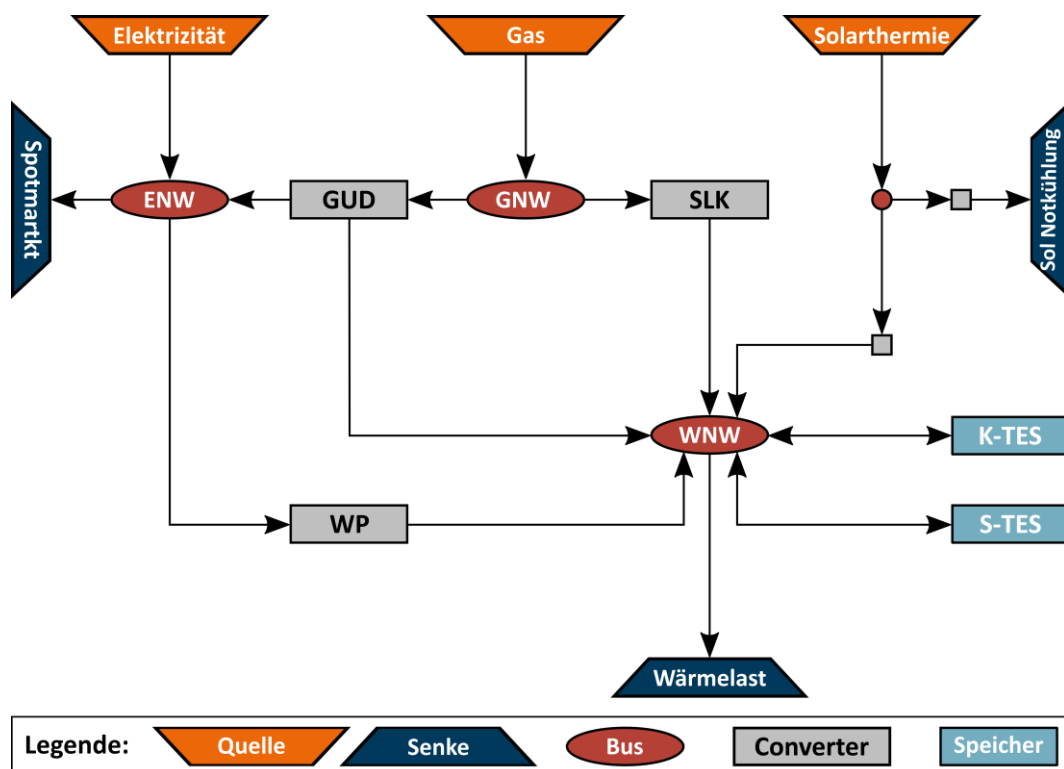 Elektrizität
Gas
Solarthermie
Spotmartkt
ENW
GUD
GNW
SLK
Sol Notkühlung
WNW
K-TES
WP
S-TES
Wärmelast
Legende: Quelle Senke Bus Converter Speicher